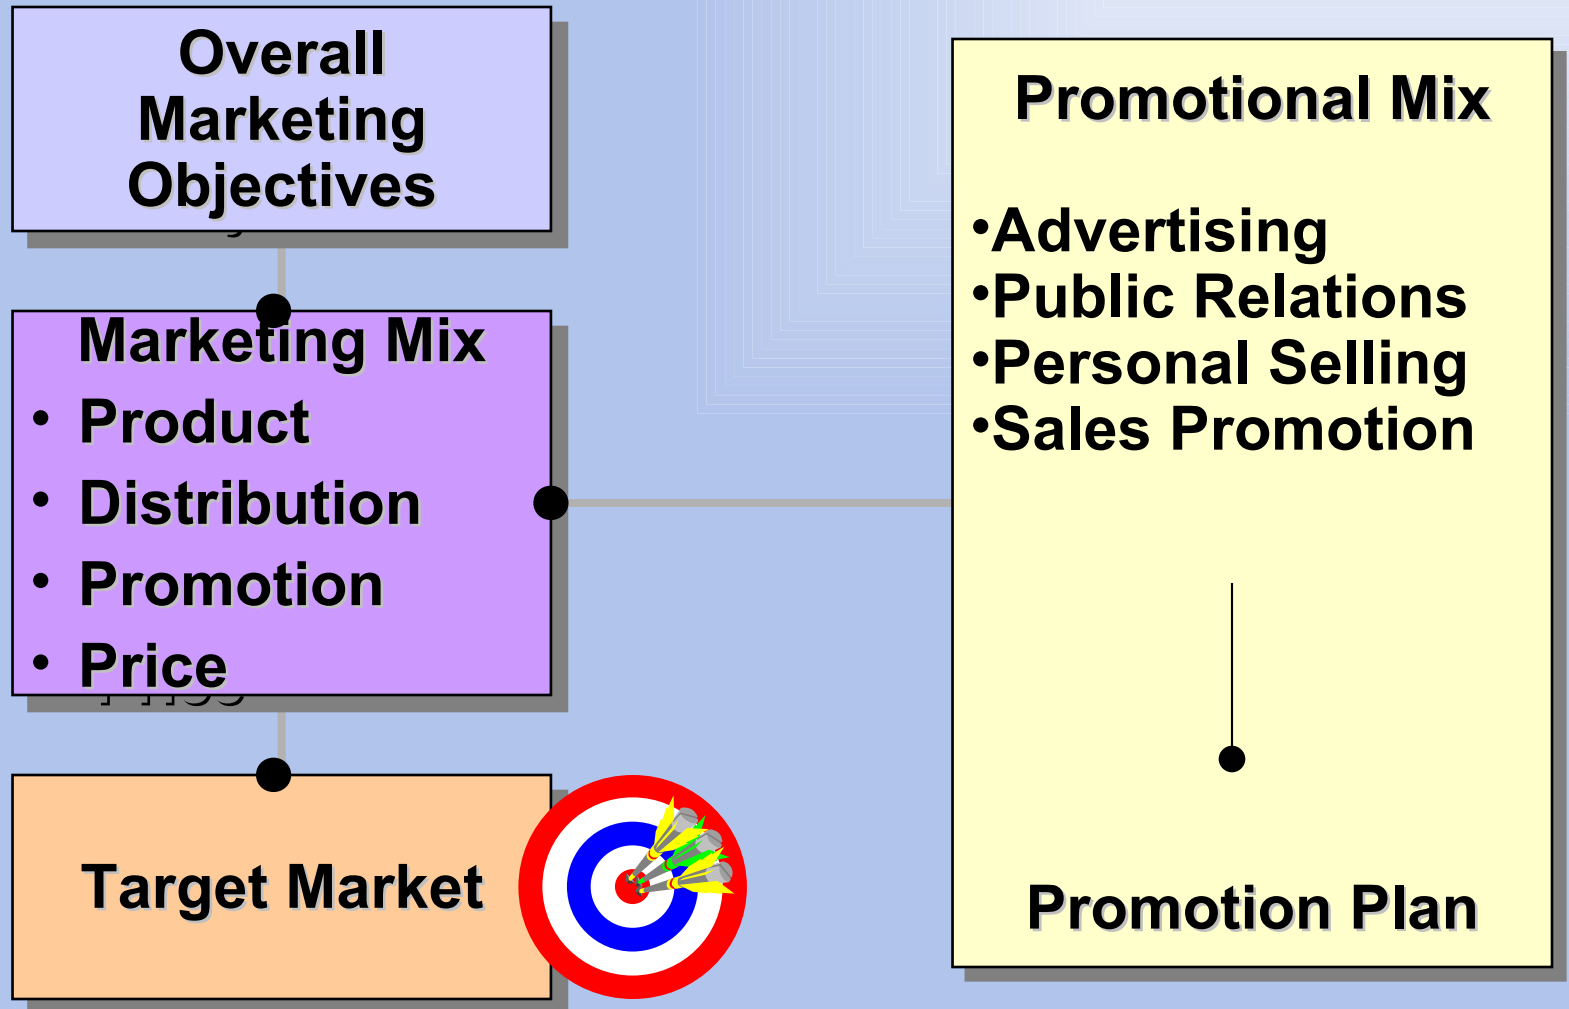 Overall
Marketing
Objectives
Marketing Mix
• Product
• Distribution
• Promotion
• Price
Target Market
Promotional Mix
•Advertising
•Public Relations
•Personal Selling
•Sales Promotion
Promotion Plan